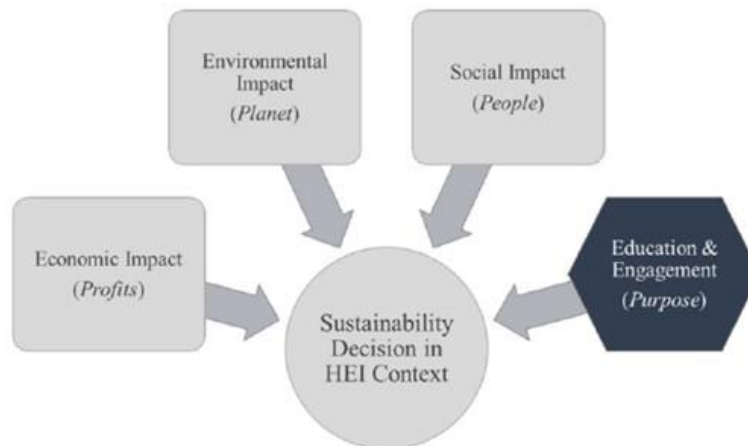 Environmental
Impact
(Planet)
Social Impact
(People)
Economic Impact
(Profits)
Education &
Engagement
(Purpose)
Sustainability
Decision in
HEI Context